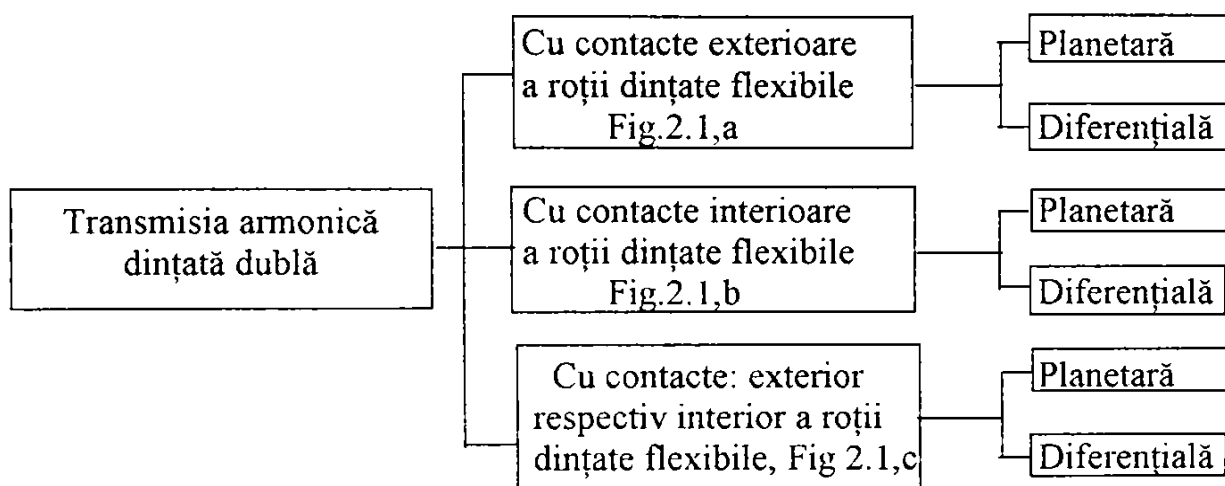 Transmisia armonică
dințată dublă
Cu contacte exterioare
a roții dințate flexibile
Fig.2.1,a
Planetară
Diferențială
Cu contacte interioare
a roții dințate flexibile
Fig.2.1,b
Planetară
Diferențială
Cu contacte: exterior
respectiv interior a roții
dințate flexibile, Fig 2.1,c
Planetară
Diferențială